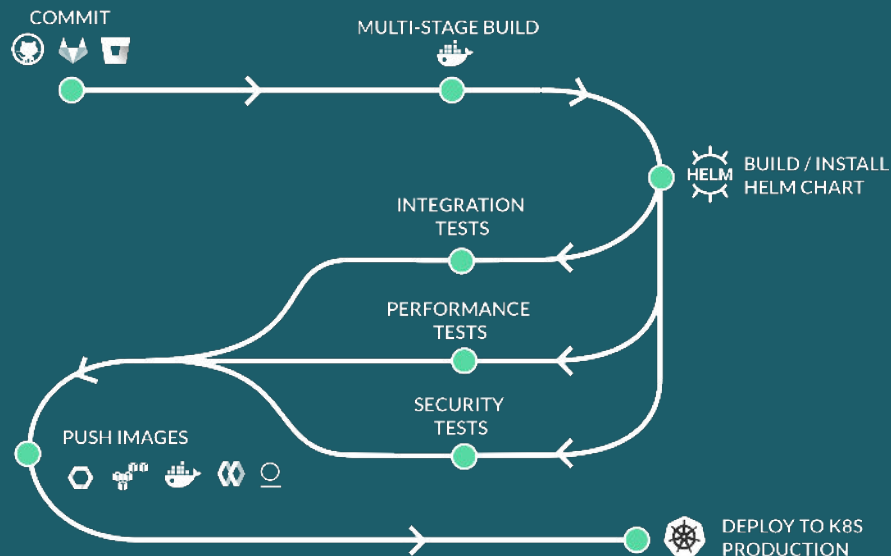 COMMIT
MULTI-STAGE BUILD
HELM
BUILD / INSTALL
HELM CHART
INTEGRATION
TESTS
PERFORMANCE
TESTS
SECURITY
TESTS
PUSH IMAGES
DEPLOY TO K8S
PRODUCTION